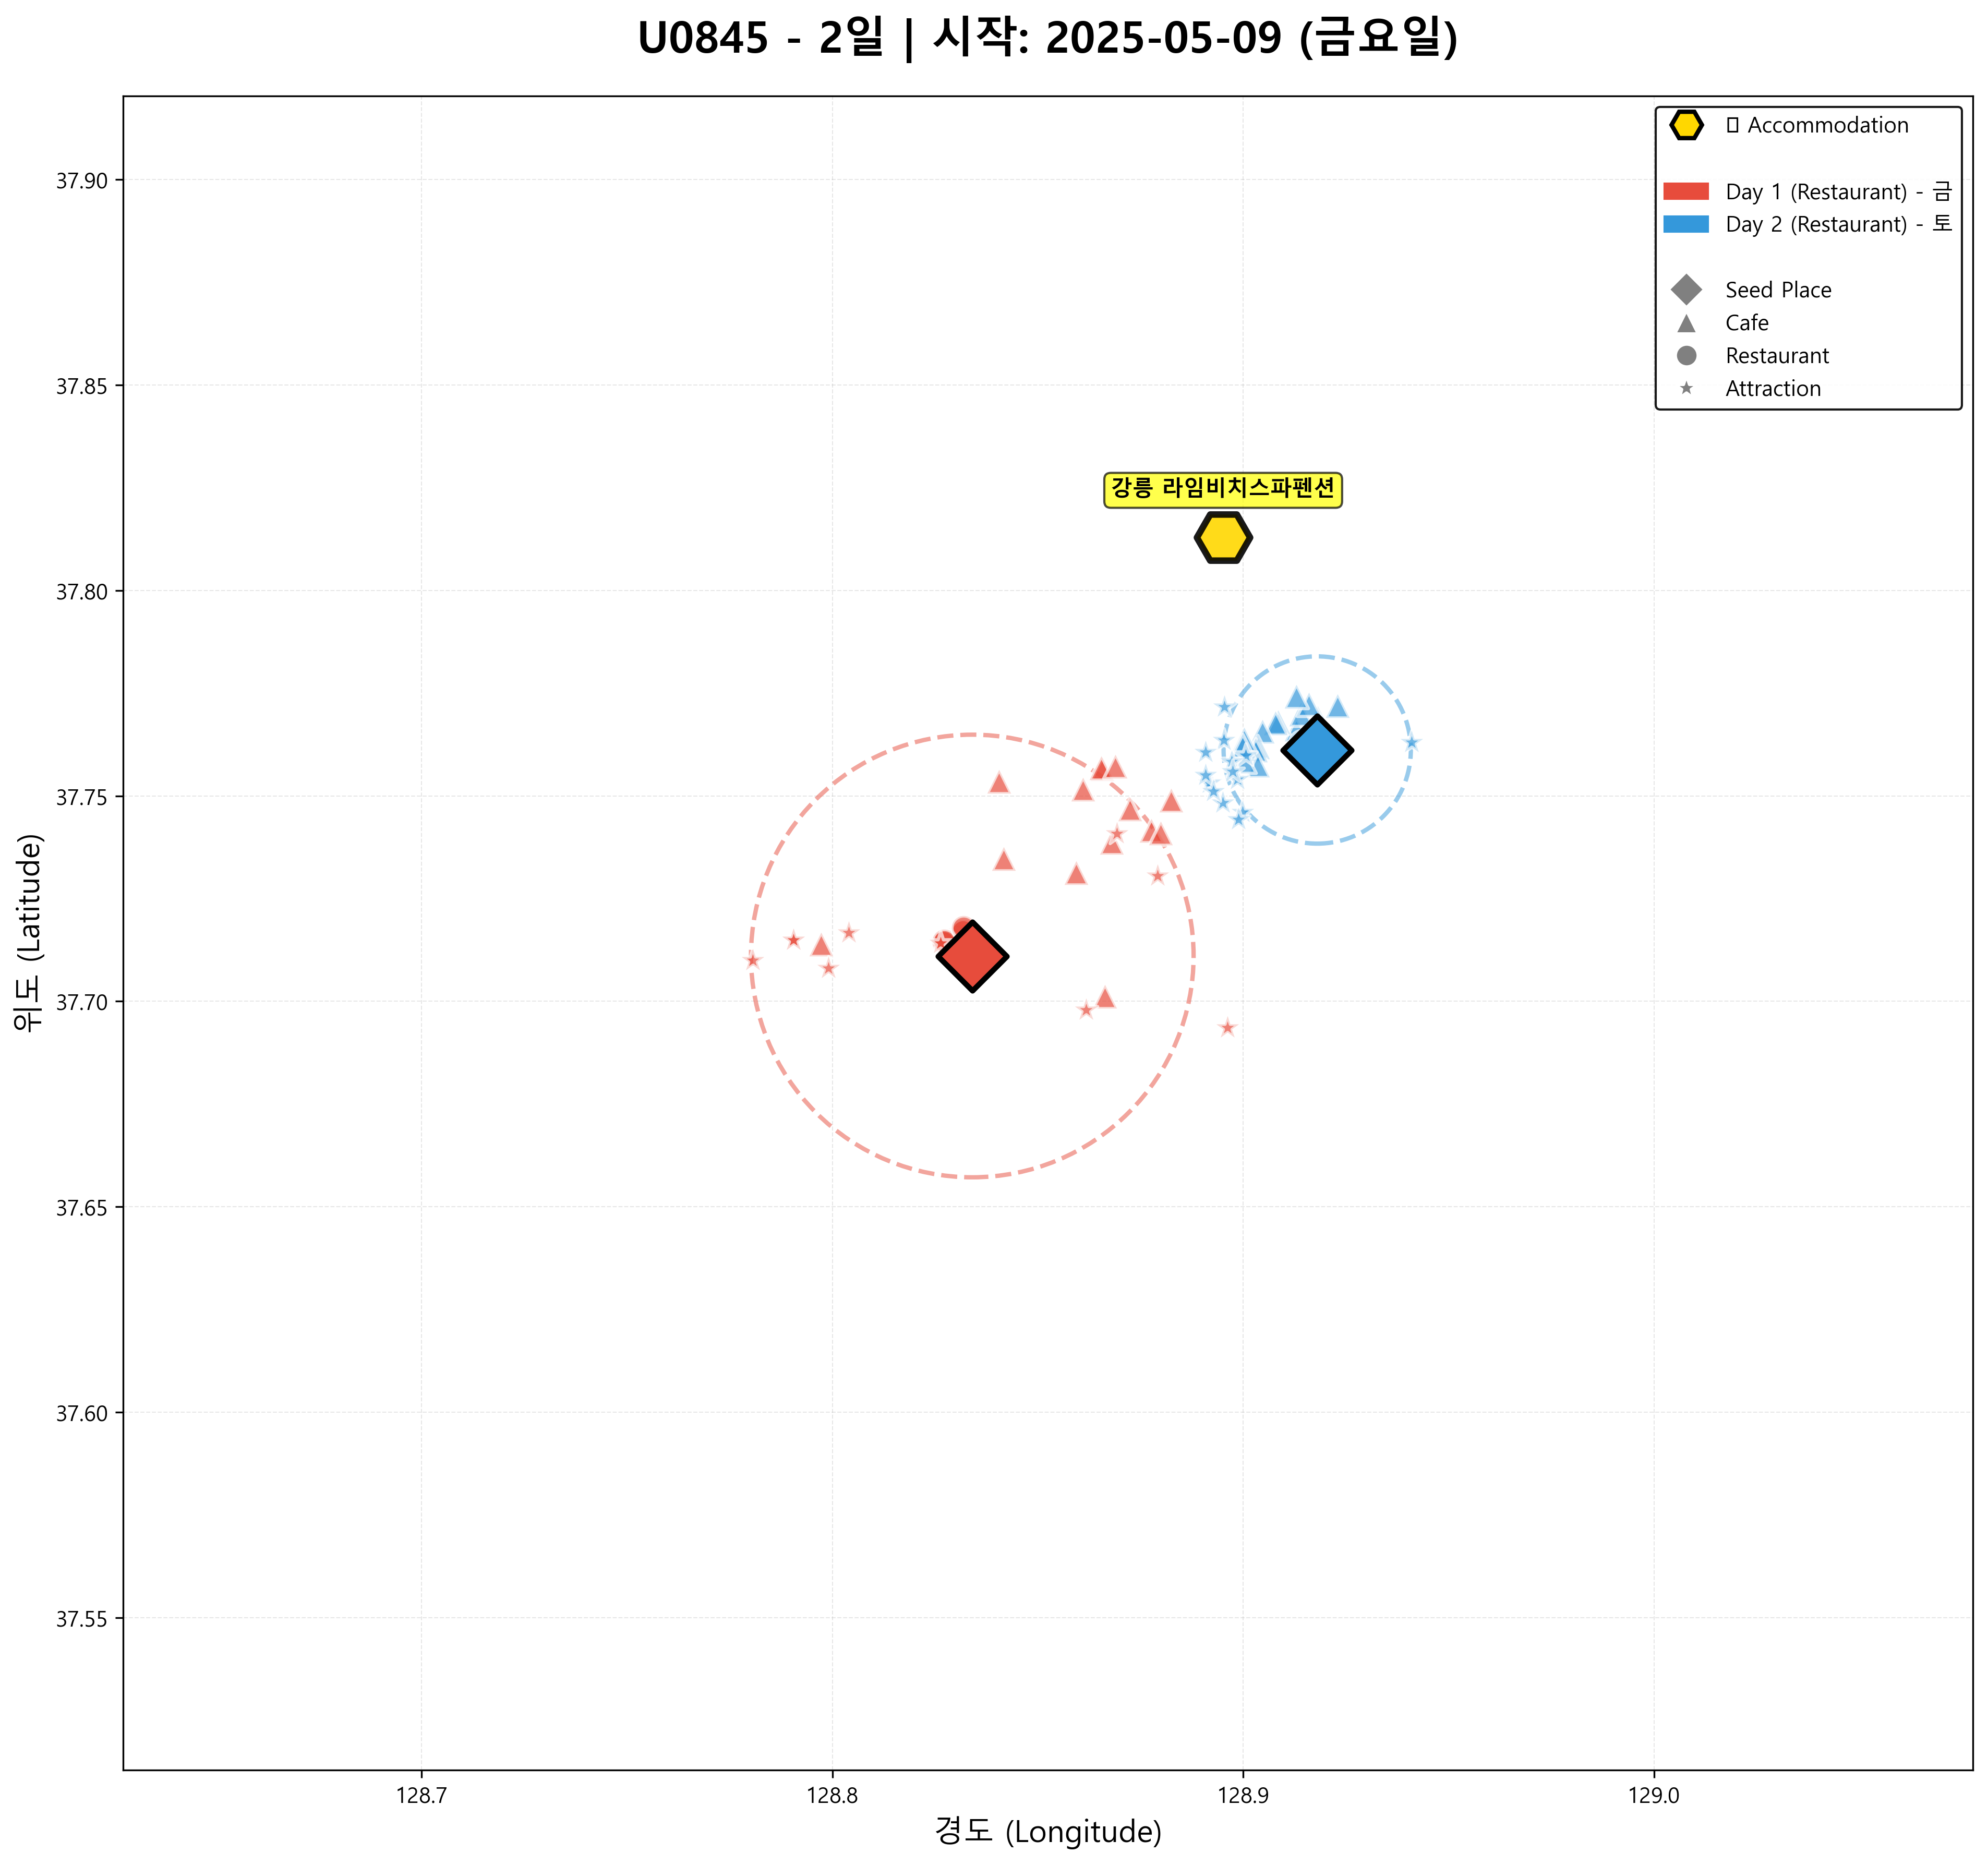 U0845 - 2일 | 시작: 2025-05-09 (금요일)
Accommodation
Day 1 (Restaurant) - 금
Day 2 (Restaurant) - 토
Seed Place
Cafe
Restaurant
Attraction
강릉 라임비치스파펜션
위도 (Latitude)
37.90
37.85
37.80
37.75
37.70
37.65
37.60
37.55
128.7
128.8
128.9
129.0
경도 (Longitude)